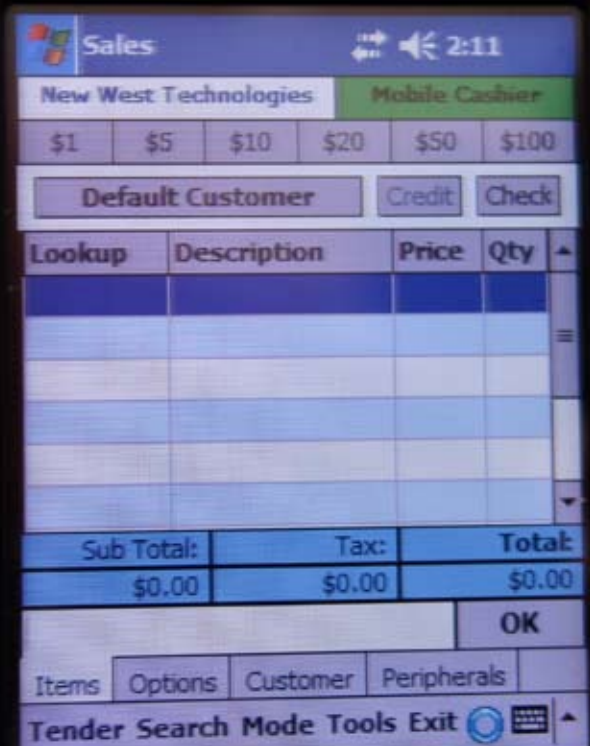 Sales 2:11
New West Technologies Mobile Cashier
$1 $5 $10 $20 $50 $100
Default Customer Credit Check
Lookup Description Price Qty
Sub Total: Tax: Total:
$0.00 $0.00 $0.00
OK
Items Options Customer Peripherals
Tender Search Mode Tools Exit